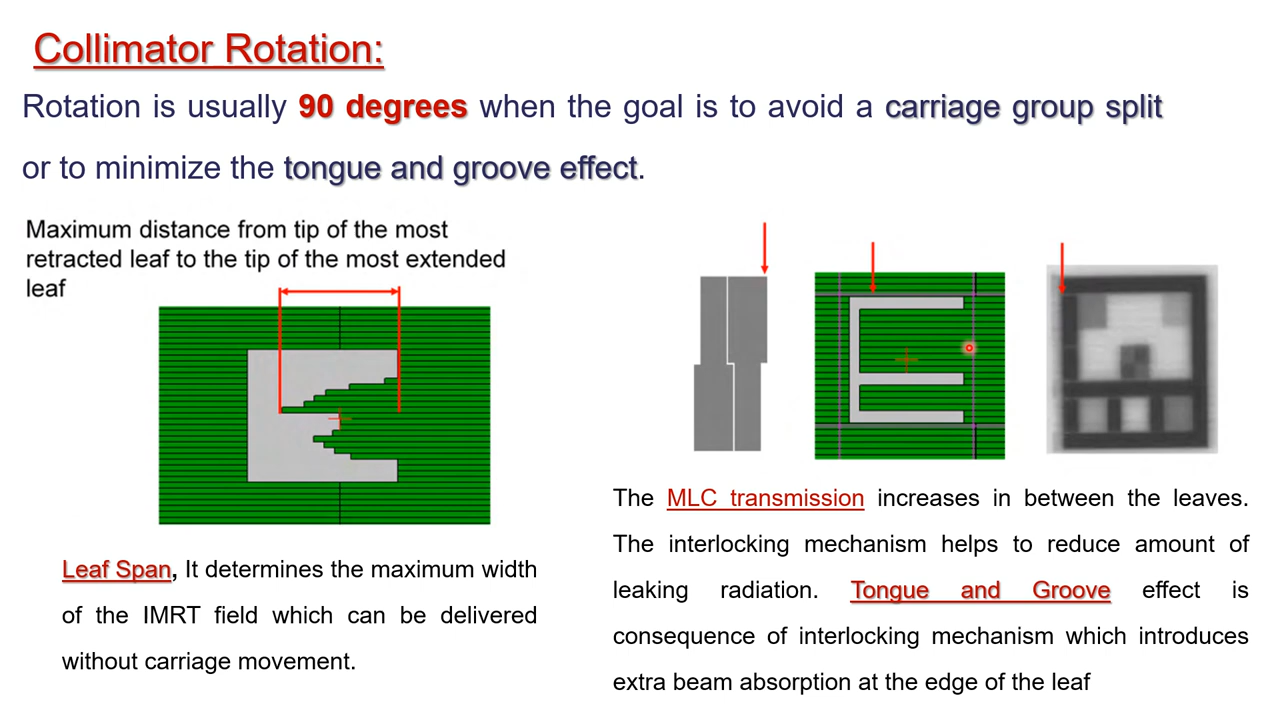 Collimator Rotation:
Rotation is usually 90 degrees when the goal is to avoid a carriage group split
or to minimize the tongue and groove effect.
Maximum distance from tip of the most
retracted leaf to the tip of the most extended
leaf
Leaf Span, It determines the maximum width
of the IMRT field which can be delivered
without carriage movement.
The MLC transmission increases in between the leaves.
The interlocking mechanism helps to reduce amount of
leaking radiation. Tongue and Groove effect is
consequence of interlocking mechanism which introduces
extra beam absorption at the edge of the leaf